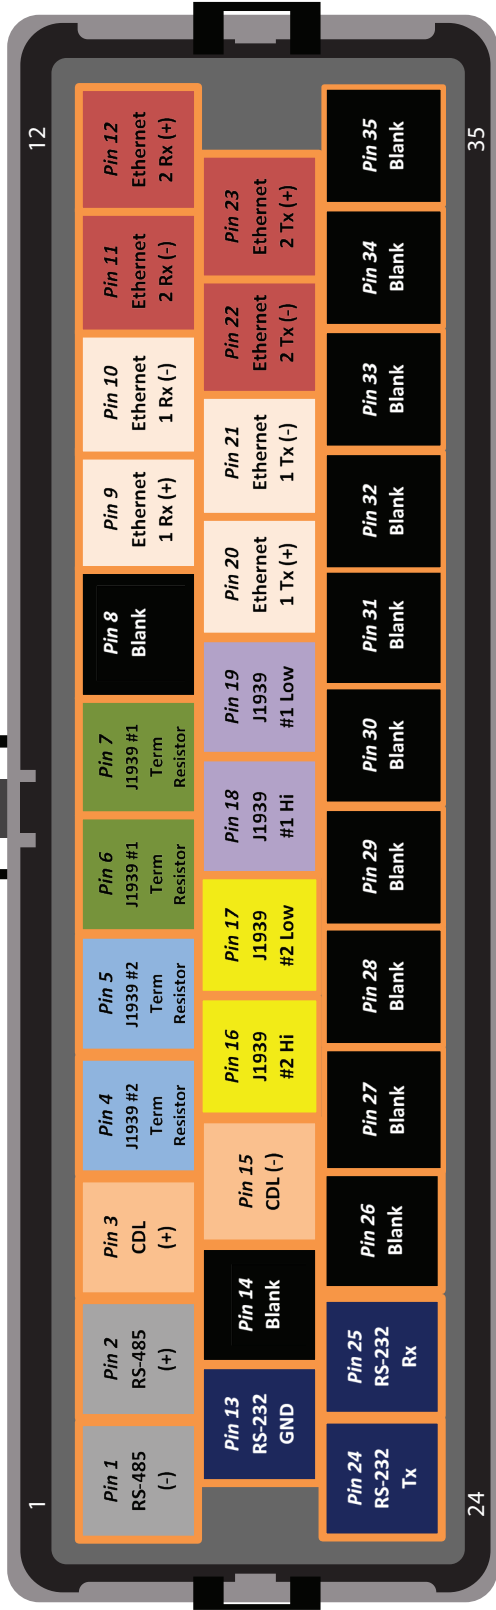 1
12
Pin 1
RS-485
(-)
Pin 2
RS-485
(+)
Pin 3
CDL
(+)
Pin 4
J1939 #2
Term
Resistor
Pin 5
J1939 #2
Term
Resistor
Pin 6
J1939 #1
Term
Resistor
Pin 7
J1939 #1
Term
Resistor
Pin 8
Blank
Pin 9
Ethernet
1 Rx (+)
Pin 10
Ethernet
1 Rx (-)
Pin 11
Ethernet
2 Rx (-)
Pin 12
Ethernet
2 Rx (+)
Pin 13
RS-232
GND
Pin 14
Blank
Pin 15
CDL (-)
Pin 16
J1939
#2 Hi
Pin 17
J1939
#2 Low
Pin 18
J1939
#1 Hi
Pin 19
J1939
#1 Low
Pin 20
Ethernet
1 Tx (+)
Pin 21
Ethernet
1 Tx (-)
Pin 22
Ethernet
2 Tx (-)
Pin 23
Ethernet
2 Tx (+)
Pin 24
RS-232
Tx
Pin 25
RS-232
Rx
Pin 26
Blank
Pin 27
Blank
Pin 28
Blank
Pin 29
Blank
Pin 30
Blank
Pin 31
Blank
Pin 32
Blank
Pin 33
Blank
Pin 34
Blank
Pin 35
Blank
24
35